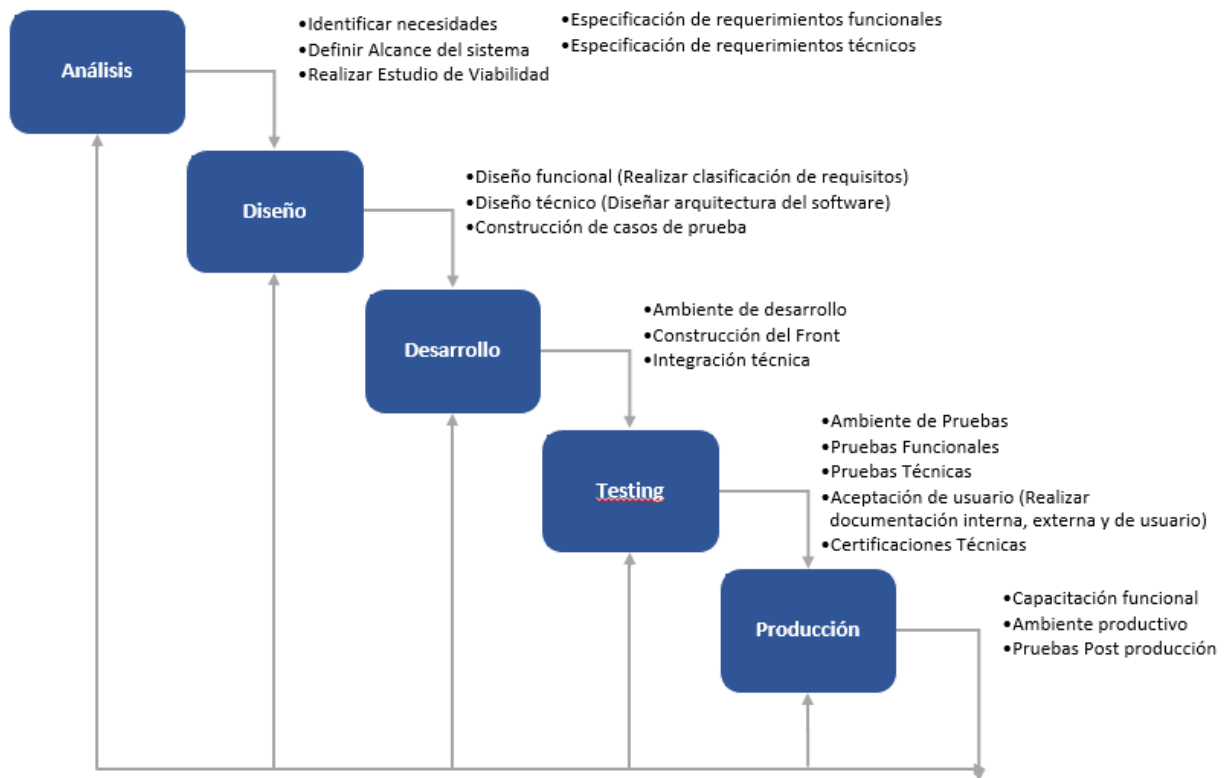 •Identificar necesidades
•Definir Alcance del sistema
•Realizar Estudio de Viabilidad
•Especificación de requerimientos funcionales
•Especificación de requerimientos técnicos
Análisis
•Diseño funcional (Realizar clasificación de requisitos)
•Diseño técnico (Diseñar arquitectura del software)
•Construcción de casos de prueba
Diseño
•Ambiente de desarrollo
•Construcción del Front
•Integración técnica
Desarrollo
•Ambiente de Pruebas
•Pruebas Funcionales
•Pruebas Técnicas
•Aceptación de usuario (Realizar
documentación interna, externa y de usuario)
•Certificaciones Técnicas
Testing
•Capacitación funcional
•Ambiente productivo
•Pruebas Post producción
Producción